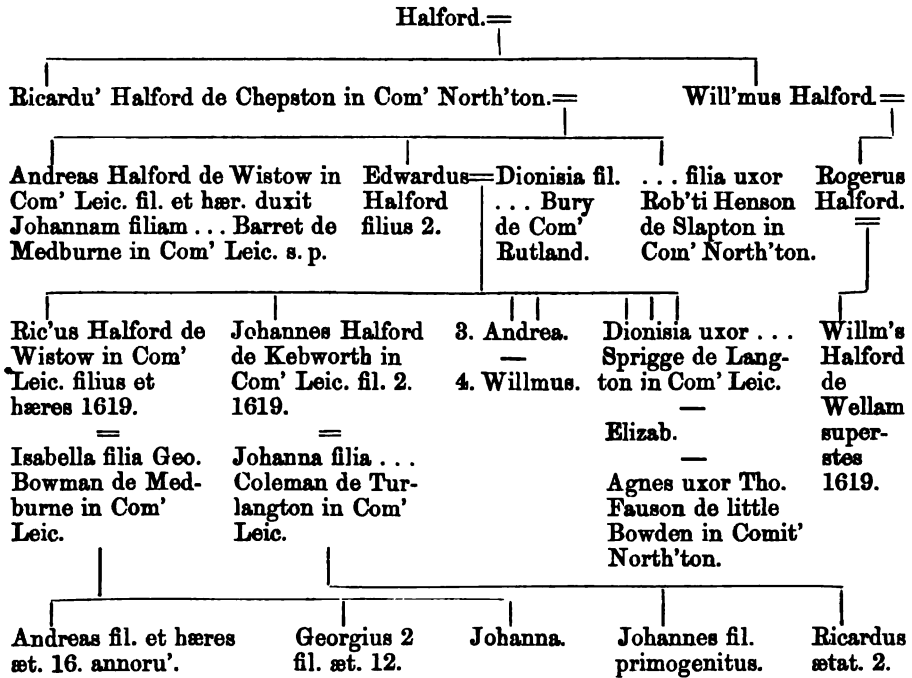 Halford.=
Ricardu' Halford de Chepston in Com' North'ton.=
Will'mus Halford =
Andreas Halford de Wistow in
Com' Leic. fil. et hær. duxit
Johannam filiam ... Barret de
Medburne in Com' Leic. s. p.
Edwardus=
Halford
filius 2.
Dionisia fil.
... Bury
de Com'
Rutland.
... filia uxor
Rob'ti Henson
de Slapton in
Com' North'ton.
Rogerus
Halford.
=
Ric'us Halford de
Wistow in Com'
Leic. filius et
hæres 1619.
=
Isabella filia Geo.
Bowman de Med-
burne in Com'
Leic.
Johannes Halford
de Kebworth in
Com' Leic. fil. 2.
1619.
=
Johanna filia ...
Coleman de Tur-
langton in Com'
Leic.
3. Andrea.
—
4. Willmus.
Dionisia uxor ...
Sprigge de Lang-
ton in Com' Leic.
—
Elizab.
—
Agnes uxor Tho.
Fauson de little
Bowden in Comit'
North'ton.
Willm's
Halford
de
Wellam
super-
stes
1619.
Andreas fil. et hæres
æt. 16. annoru'.
Georgius 2
fil. æt. 12.
Johanna.
Johannes fil.
primogenitus.
Ricardus
ætat. 2.